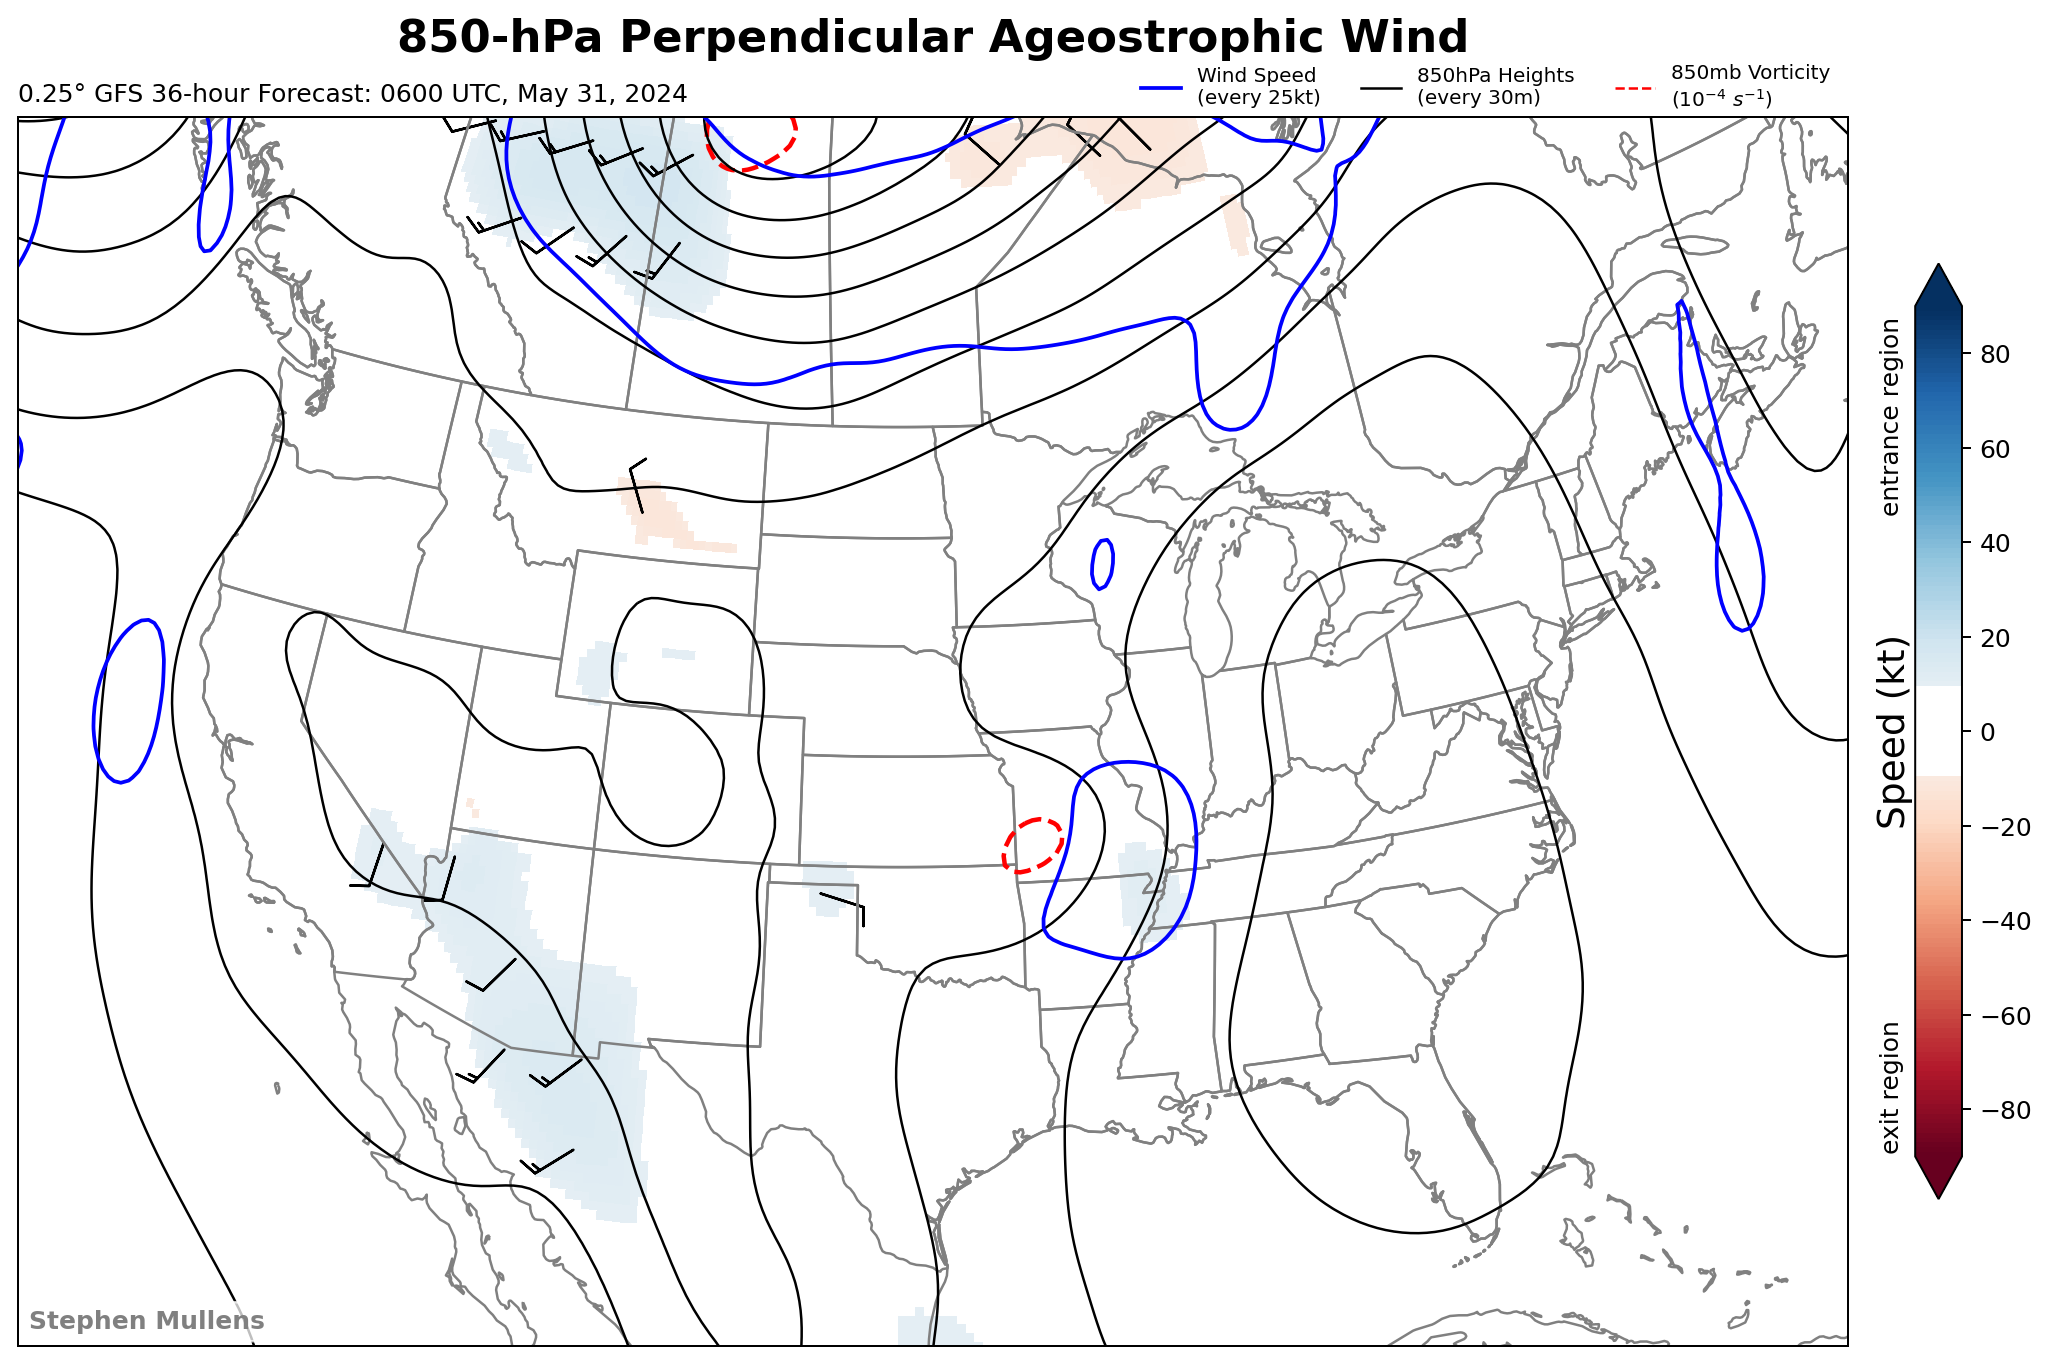 850-hPa Perpendicular Ageostrophic Wind
0.25° GFS 36-hour Forecast: 0600 UTC, May 31, 2024
Wind Speed
(every 25kt)
850hPa Heights
(every 30m)
850mb Vorticity
(10⁻⁴ s⁻¹)
entrance region
Speed (kt)
exit region
80
60
40
20
0
−20
−40
−60
−80
Stephen Mullens